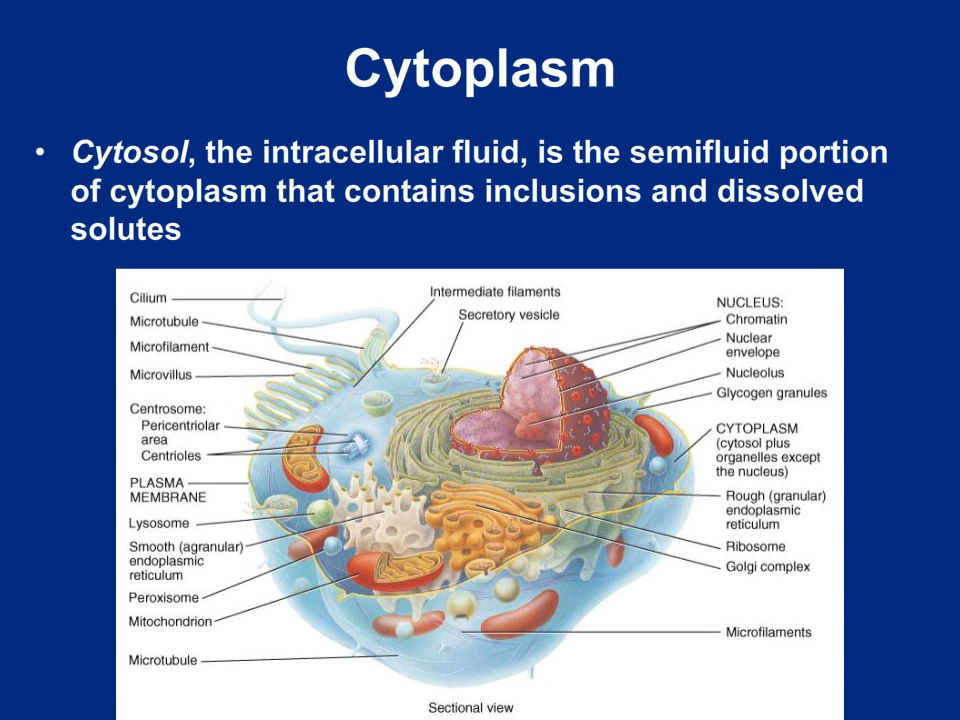 Cytoplasm
• Cytosol, the intracellular fluid, is the semifluid portion
of cytoplasm that contains inclusions and dissolved
solutes
Cilium
Microtubule
Microfilament
Microvillus
Centrosome:
Pericentriolar
area
Centrioles
PLASMA
MEMBRANE
Lysosome
Smooth (agranular)
endoplasmic
reticulum
Peroxisome
Mitochondrion
Microtubule
Intermediate filaments
Secretory vesicle
NUCLEUS:
Chromatin
Nuclear
envelope
Nucleolus
Glycogen granules
CYTOPLASM
(cytosol plus
organelles except
the nucleus)
Rough (granular)
endoplasmic
reticulum
Ribosome
Golgi complex
Microfilaments
Sectional view